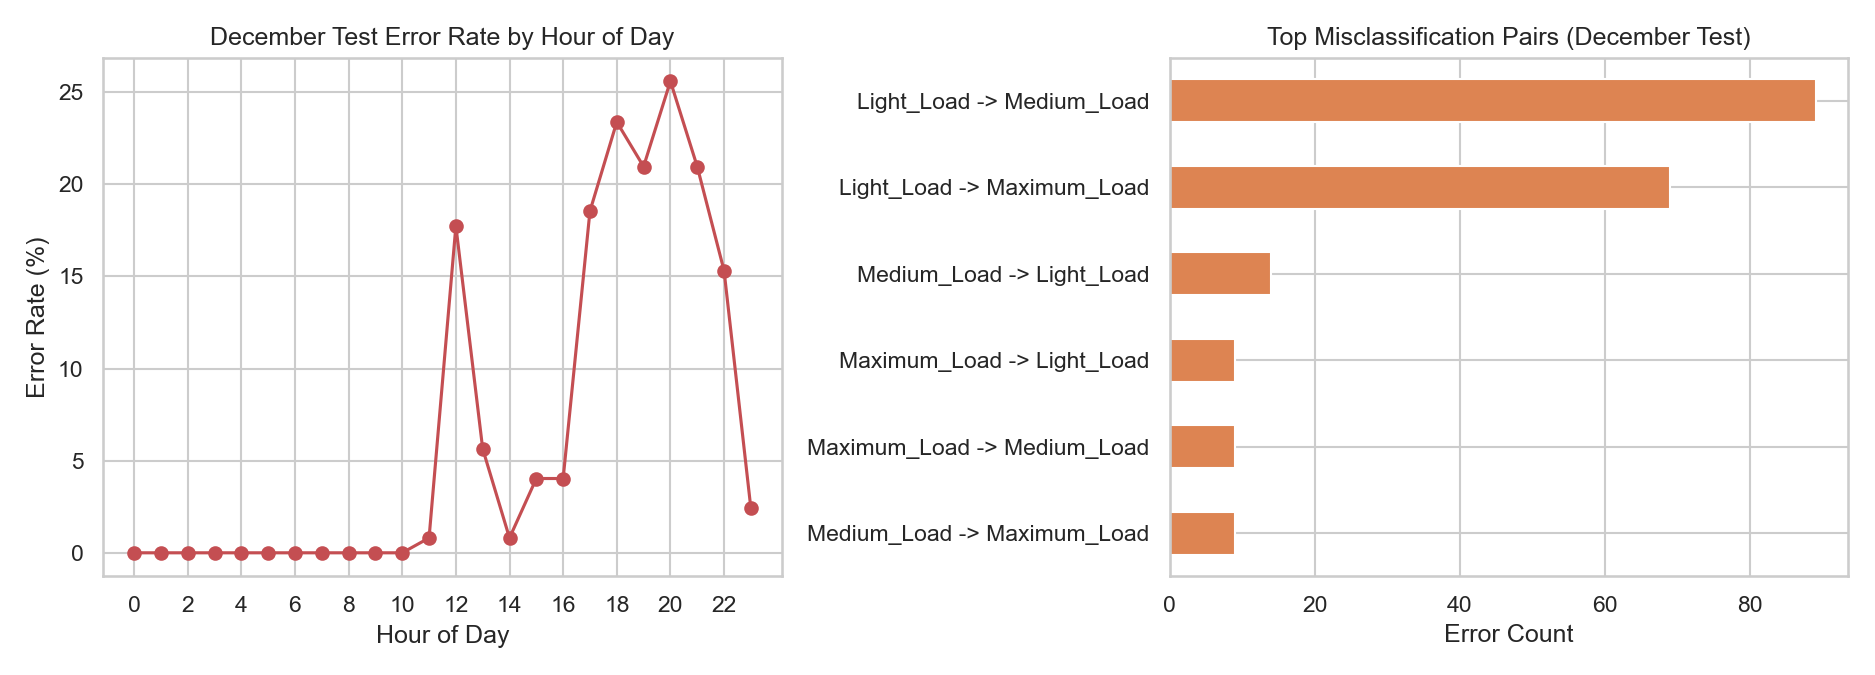 December Test Error Rate by Hour of Day
Error Rate (%)
25
20
15
10
5
0
0 2 4 6 8 10 12 14 16 18 20 22
Hour of Day
Top Misclassification Pairs (December Test)
Light_Load -> Medium_Load
Light_Load -> Maximum_Load
Medium_Load -> Light_Load
Maximum_Load -> Light_Load
Maximum_Load -> Medium_Load
Medium_Load -> Maximum_Load
0 20 40 60 80
Error Count